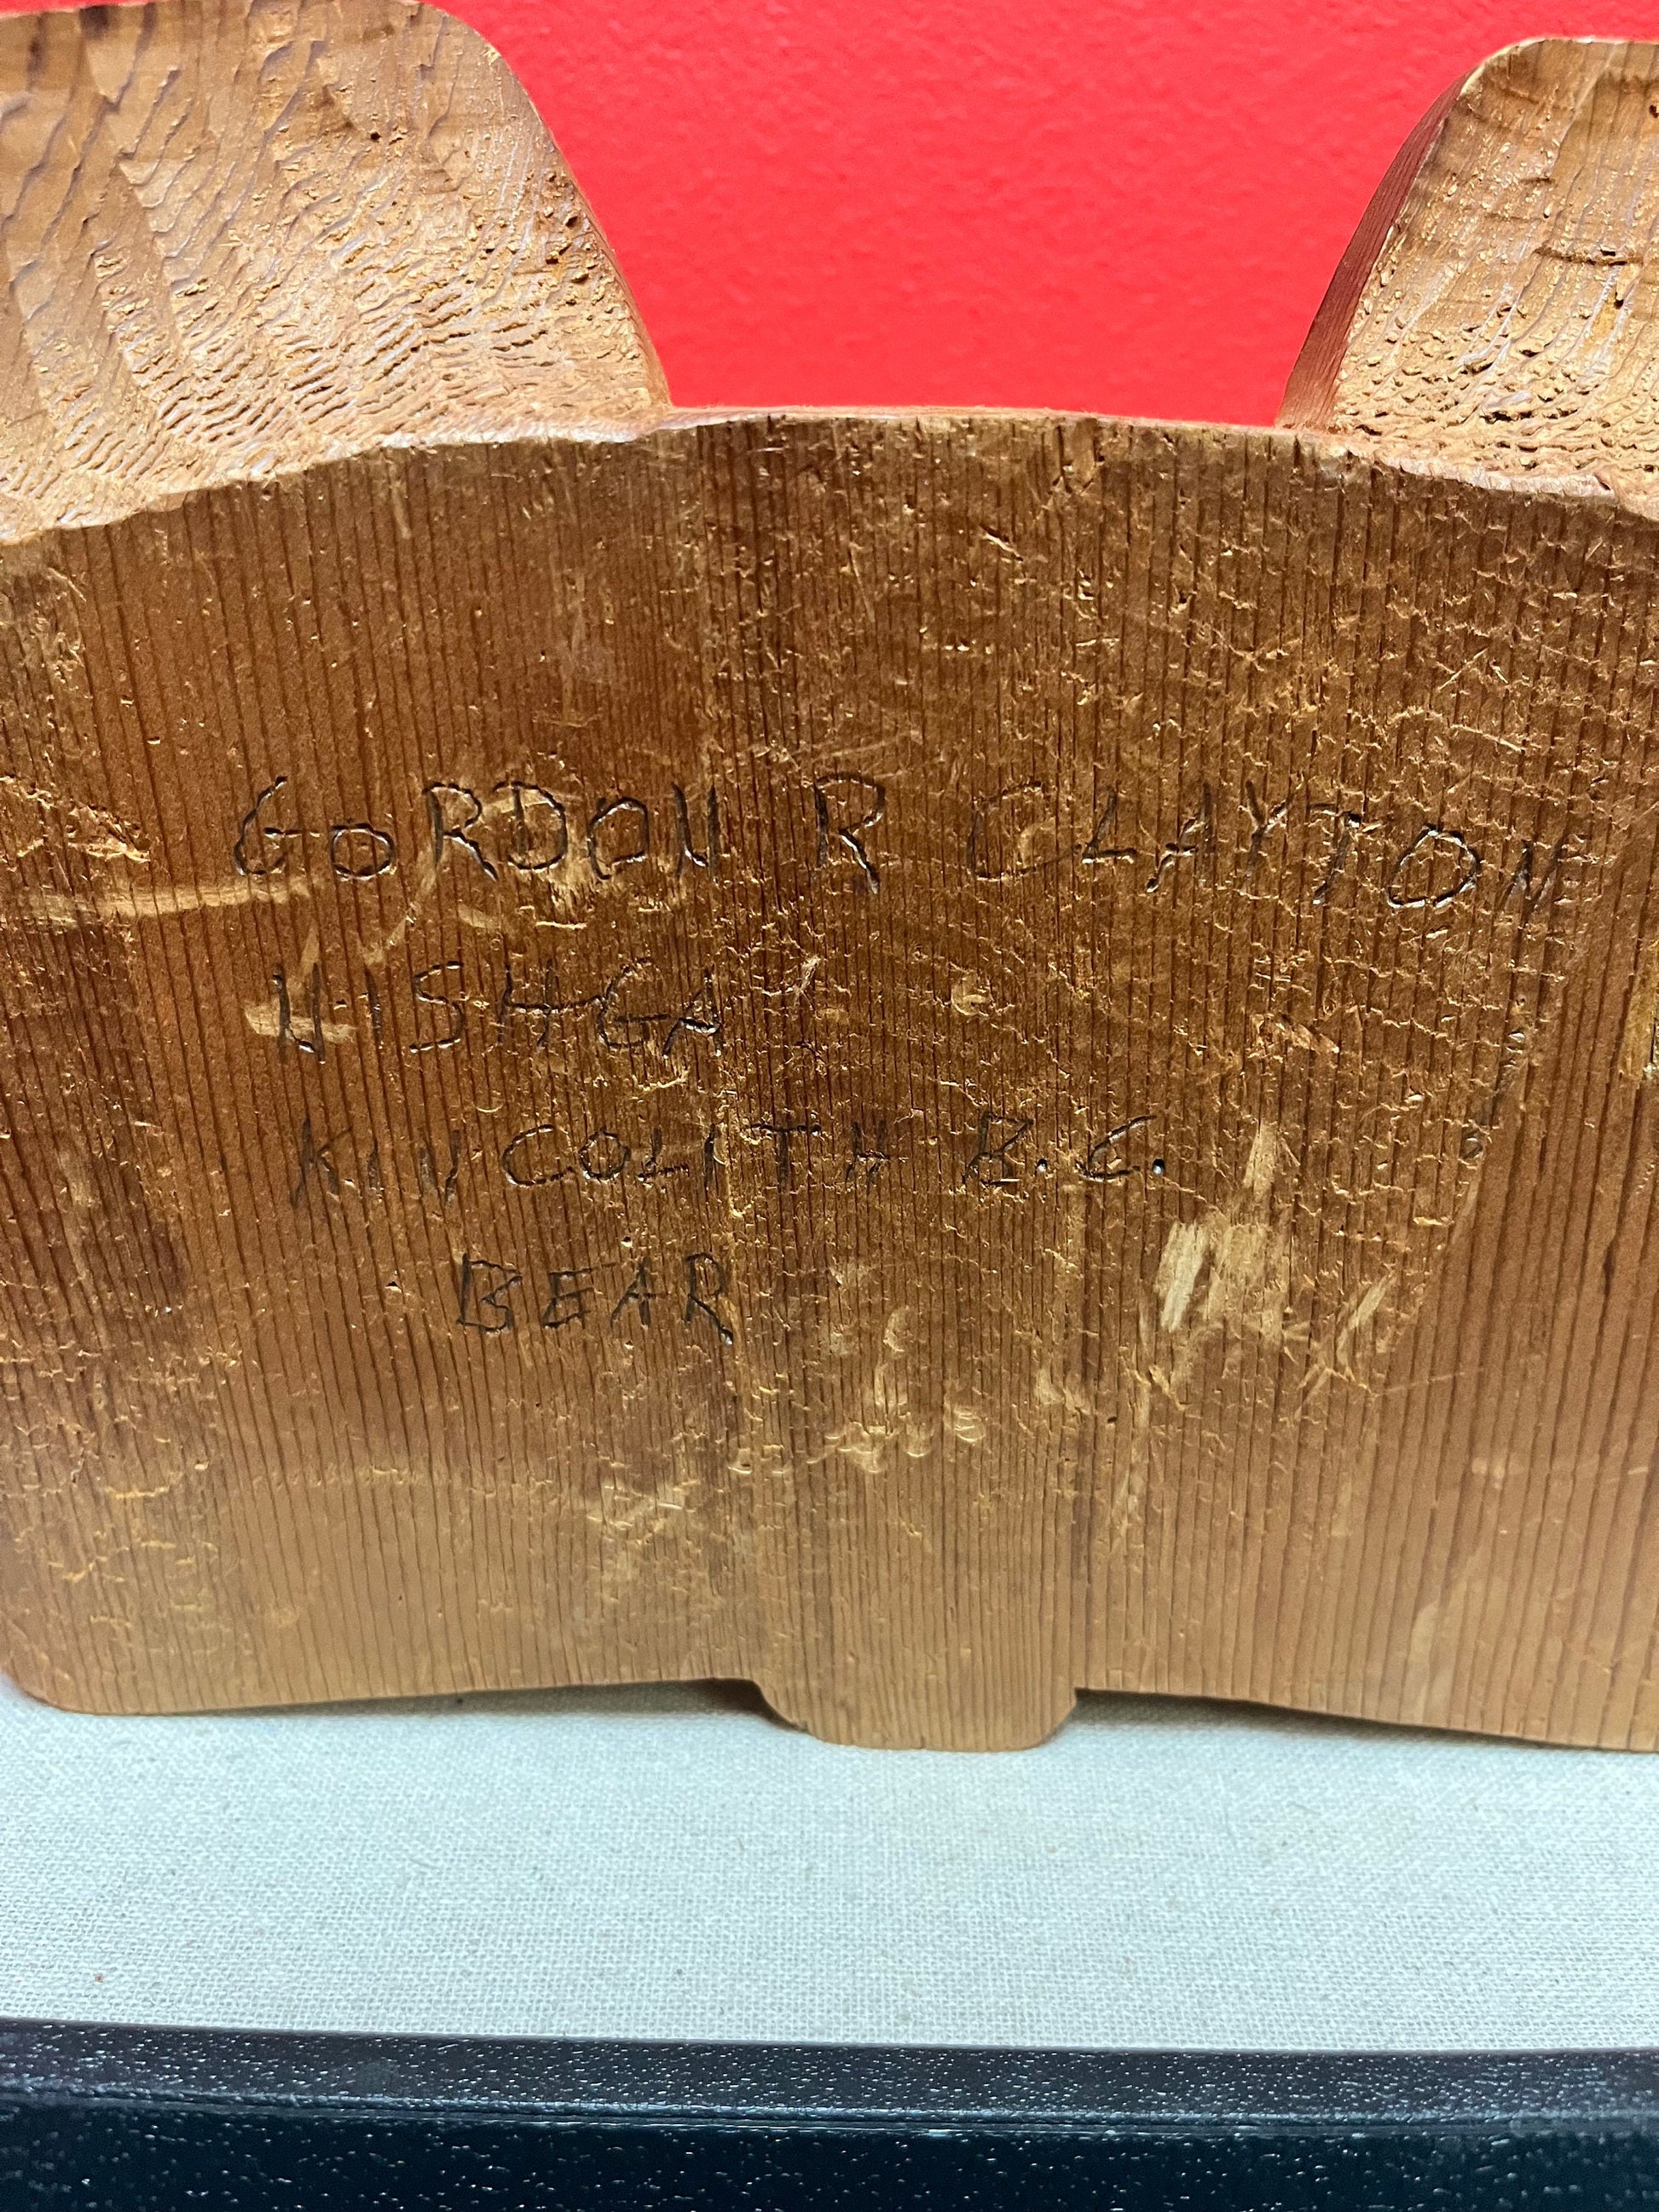 GORDON R CLAYTON
NISHGA
KINCOLITH B.C.
BEAR